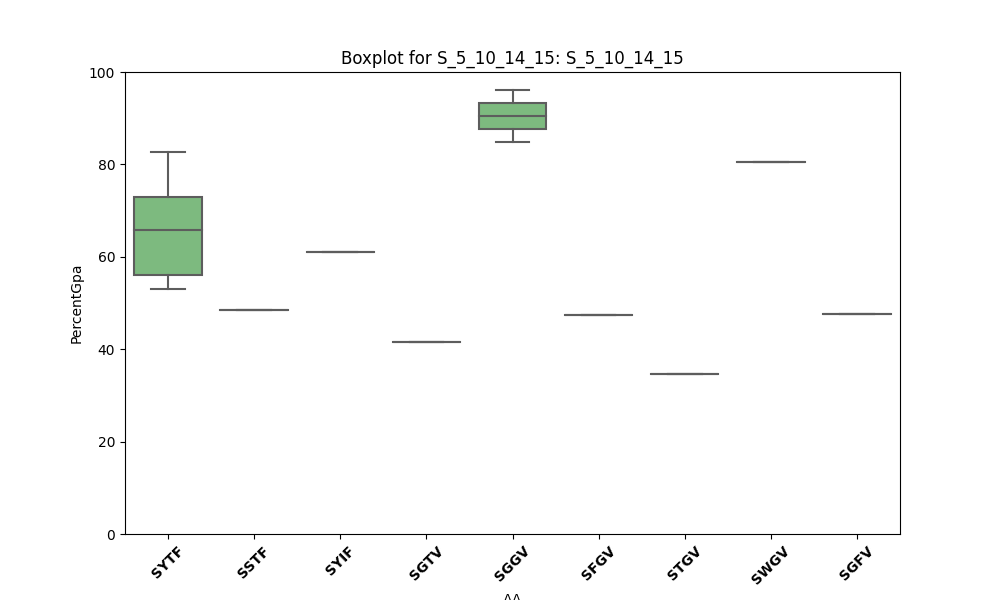 Boxplot for S_5_10_14_15: S_5_10_14_15
PercentGpa
100
80
60
40
20
0
SYTF
SSTF
SYIF
SGTV
SGGV
SFGV
STGV
SWGV
SGFV
AA